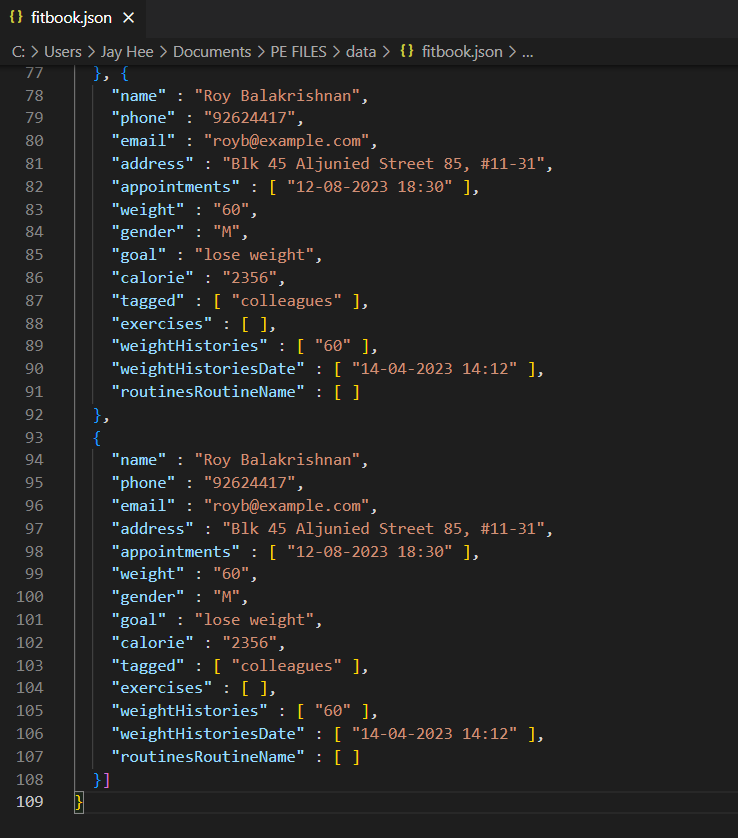 {} fitbook.json ×
C: > Users > Jay Hee > Documents > PE FILES > data > {} fitbook.json > ...
77 }, {
78 "name" : "Roy Balakrishnan",
79 "phone" : "92624417",
80 "email" : "royb@example.com",
81 "address" : "Blk 45 Aljunied Street 85, #11-31",
82 "appointments" : [ "12-08-2023 18:30" ],
83 "weight" : "60",
84 "gender" : "M",
85 "goal" : "lose weight",
86 "calorie" : "2356",
87 "tagged" : [ "colleagues" ],
88 "exercises" : [ ],
89 "weightHistories" : [ "60" ],
90 "weightHistoriesDate" : [ "14-04-2023 14:12" ],
91 "routinesRoutineName" : [ ]
92 },
93 {
94 "name" : "Roy Balakrishnan",
95 "phone" : "92624417",
96 "email" : "royb@example.com",
97 "address" : "Blk 45 Aljunied Street 85, #11-31",
98 "appointments" : [ "12-08-2023 18:30" ],
99 "weight" : "60",
100 "gender" : "M",
101 "goal" : "lose weight",
102 "calorie" : "2356",
103 "tagged" : [ "colleagues" ],
104 "exercises" : [ ],
105 "weightHistories" : [ "60" ],
106 "weightHistoriesDate" : [ "14-04-2023 14:12" ],
107 "routinesRoutineName" : [ ]
108 }]
109 }